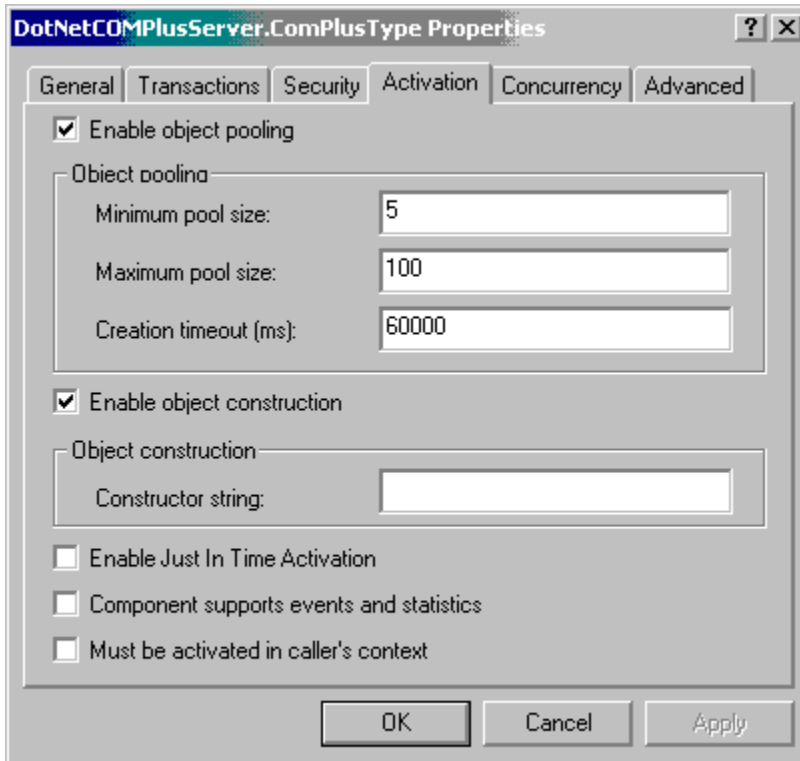 DotNetCOMPlusServer.ComPlusType Properties
General Transactions Security Activation Concurrency Advanced
Enable object pooling
Object pooling
Minimum pool size: 5
Maximum pool size: 100
Creation timeout (ms): 60000
Enable object construction
Object construction
Constructor string:
Enable Just In Time Activation
Component supports events and statistics
Must be activated in caller's context
OK Cancel Apply